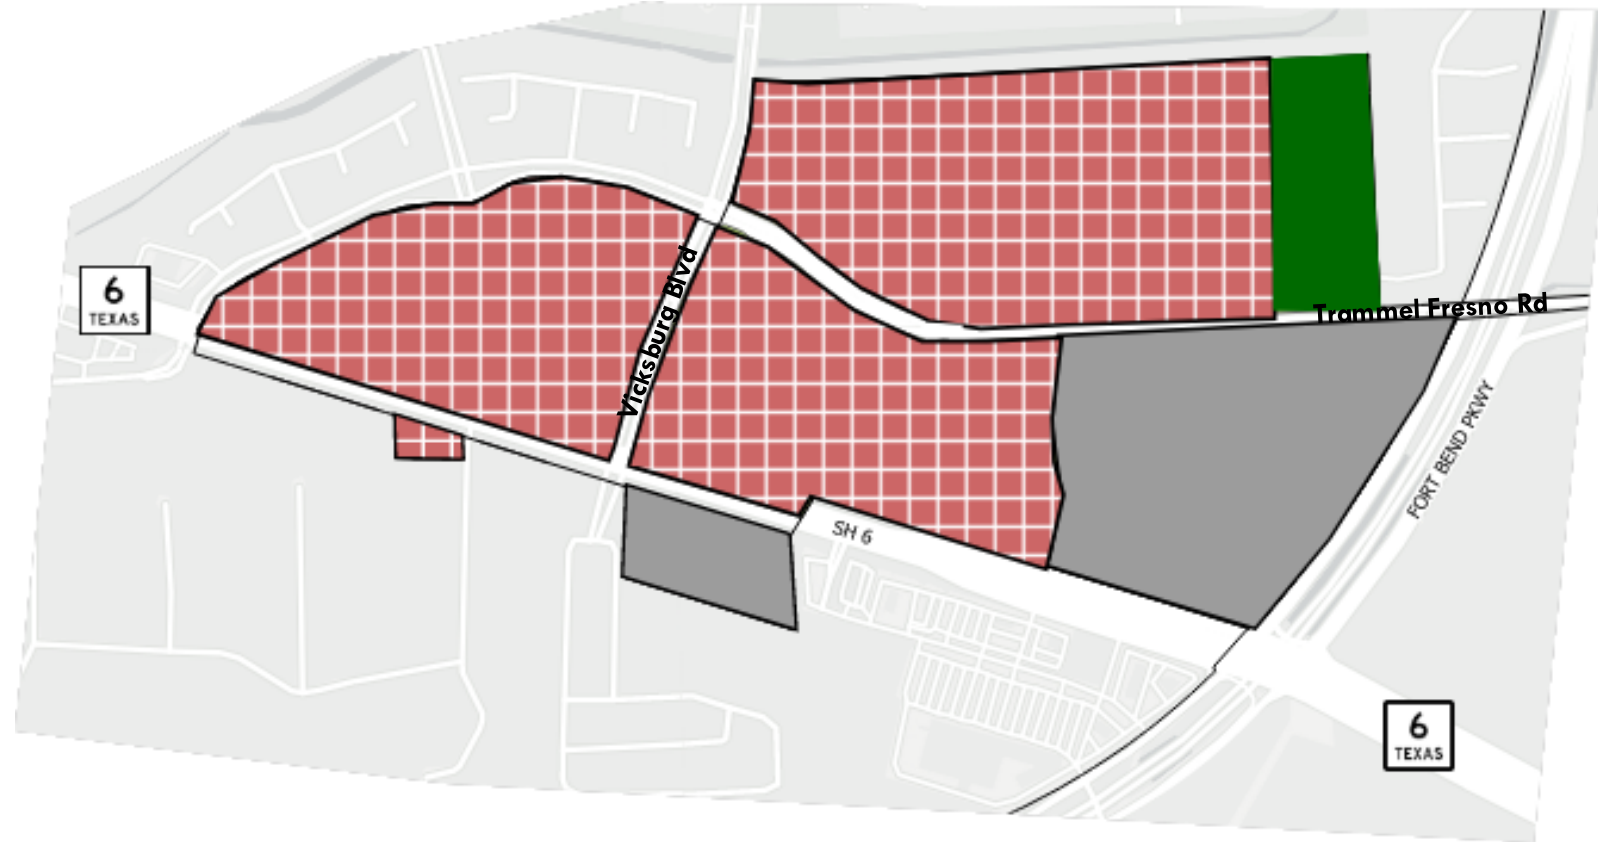 Vicksburg Blvd
6
TEXAS
Trammel Fresno Rd
FORT BEND PKWY
SH 6
6
TEXAS